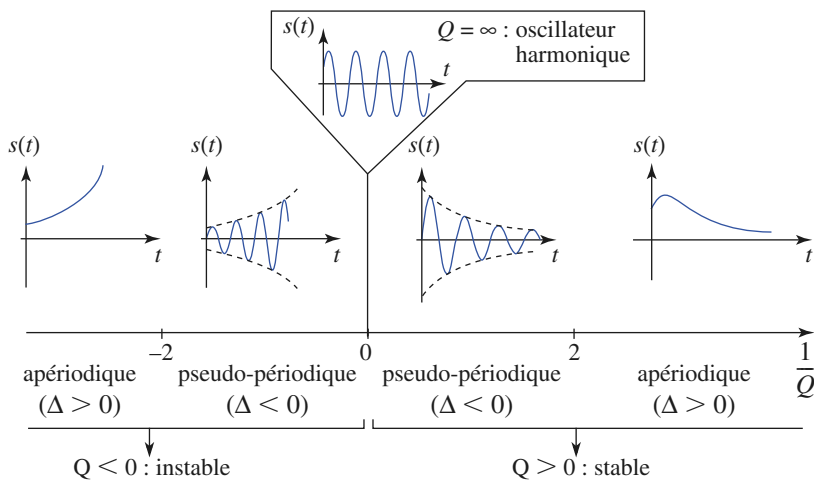 s(t)
Q = ∞ : oscillateur
harmonique
t
s(t)
t
s(t)
t
s(t)
t
s(t)
t
–2
0
2
1/Q
apériodique
(Δ > 0)
pseudo-périodique
(Δ < 0)
pseudo-périodique
(Δ < 0)
apériodique
(Δ > 0)
Q < 0 : instable
Q > 0 : stable